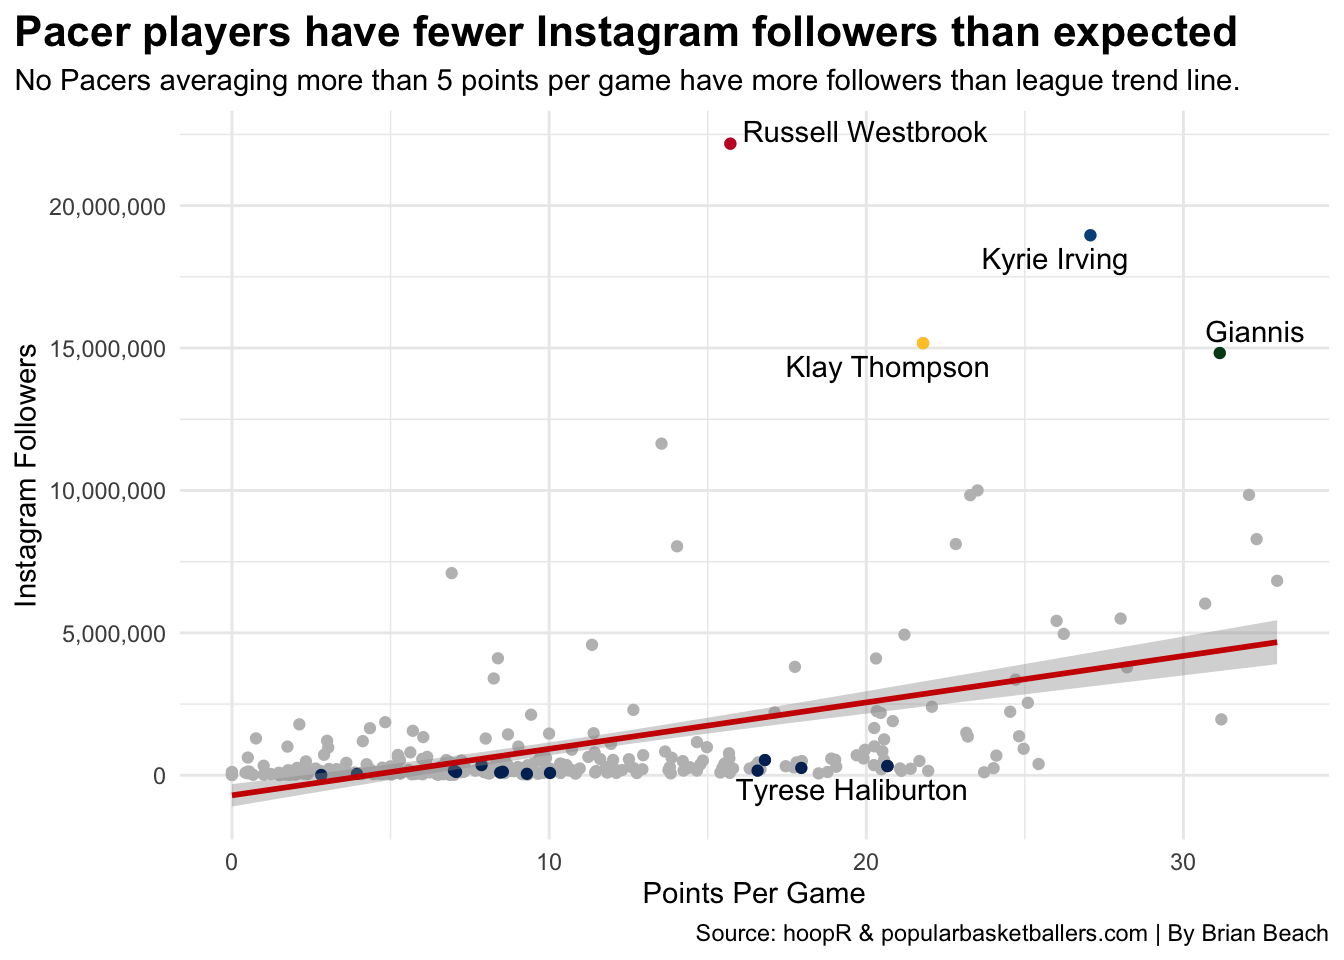 Pacer players have fewer Instagram followers than expected
No Pacers averaging more than 5 points per game have more followers than league trend line.
Russell Westbrook
20,000,000
Kyrie Irving
Giannis
15,000,000
Klay Thompson
Instagram Followers
10,000,000
5,000,000
0
Tyrese Haliburton
0 10 20 30
Points Per Game
Source: hoopR & popularbasketballers.com | By Brian Beach